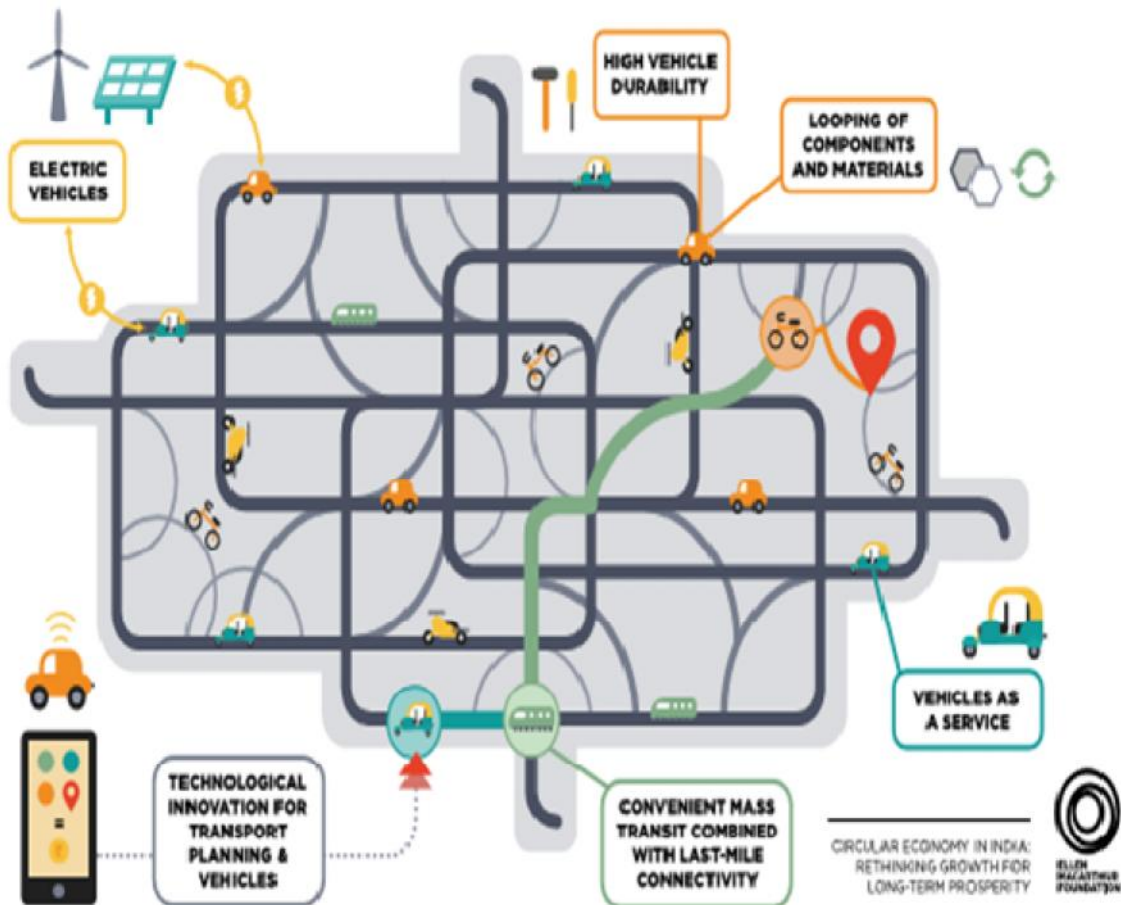 HIGH VEHICLE
DURABILITY
LOOPING OF
COMPONENTS
AND MATERIALS
ELECTRIC
VEHICLES
VEHICLES AS
A SERVICE
TECHNOLOGICAL
INNOVATION FOR
TRANSPORT
PLANNING &
VEHICLES
CONVENIENT MASS
TRANSIT COMBINED
WITH LAST-MILE
CONNECTIVITY
CIRCULAR ECONOMY IN INDIA:
RETHINKING GROWTH FOR
LONG-TERM PROSPERITY
ELLEN
MACARTHUR
FOUNDATION